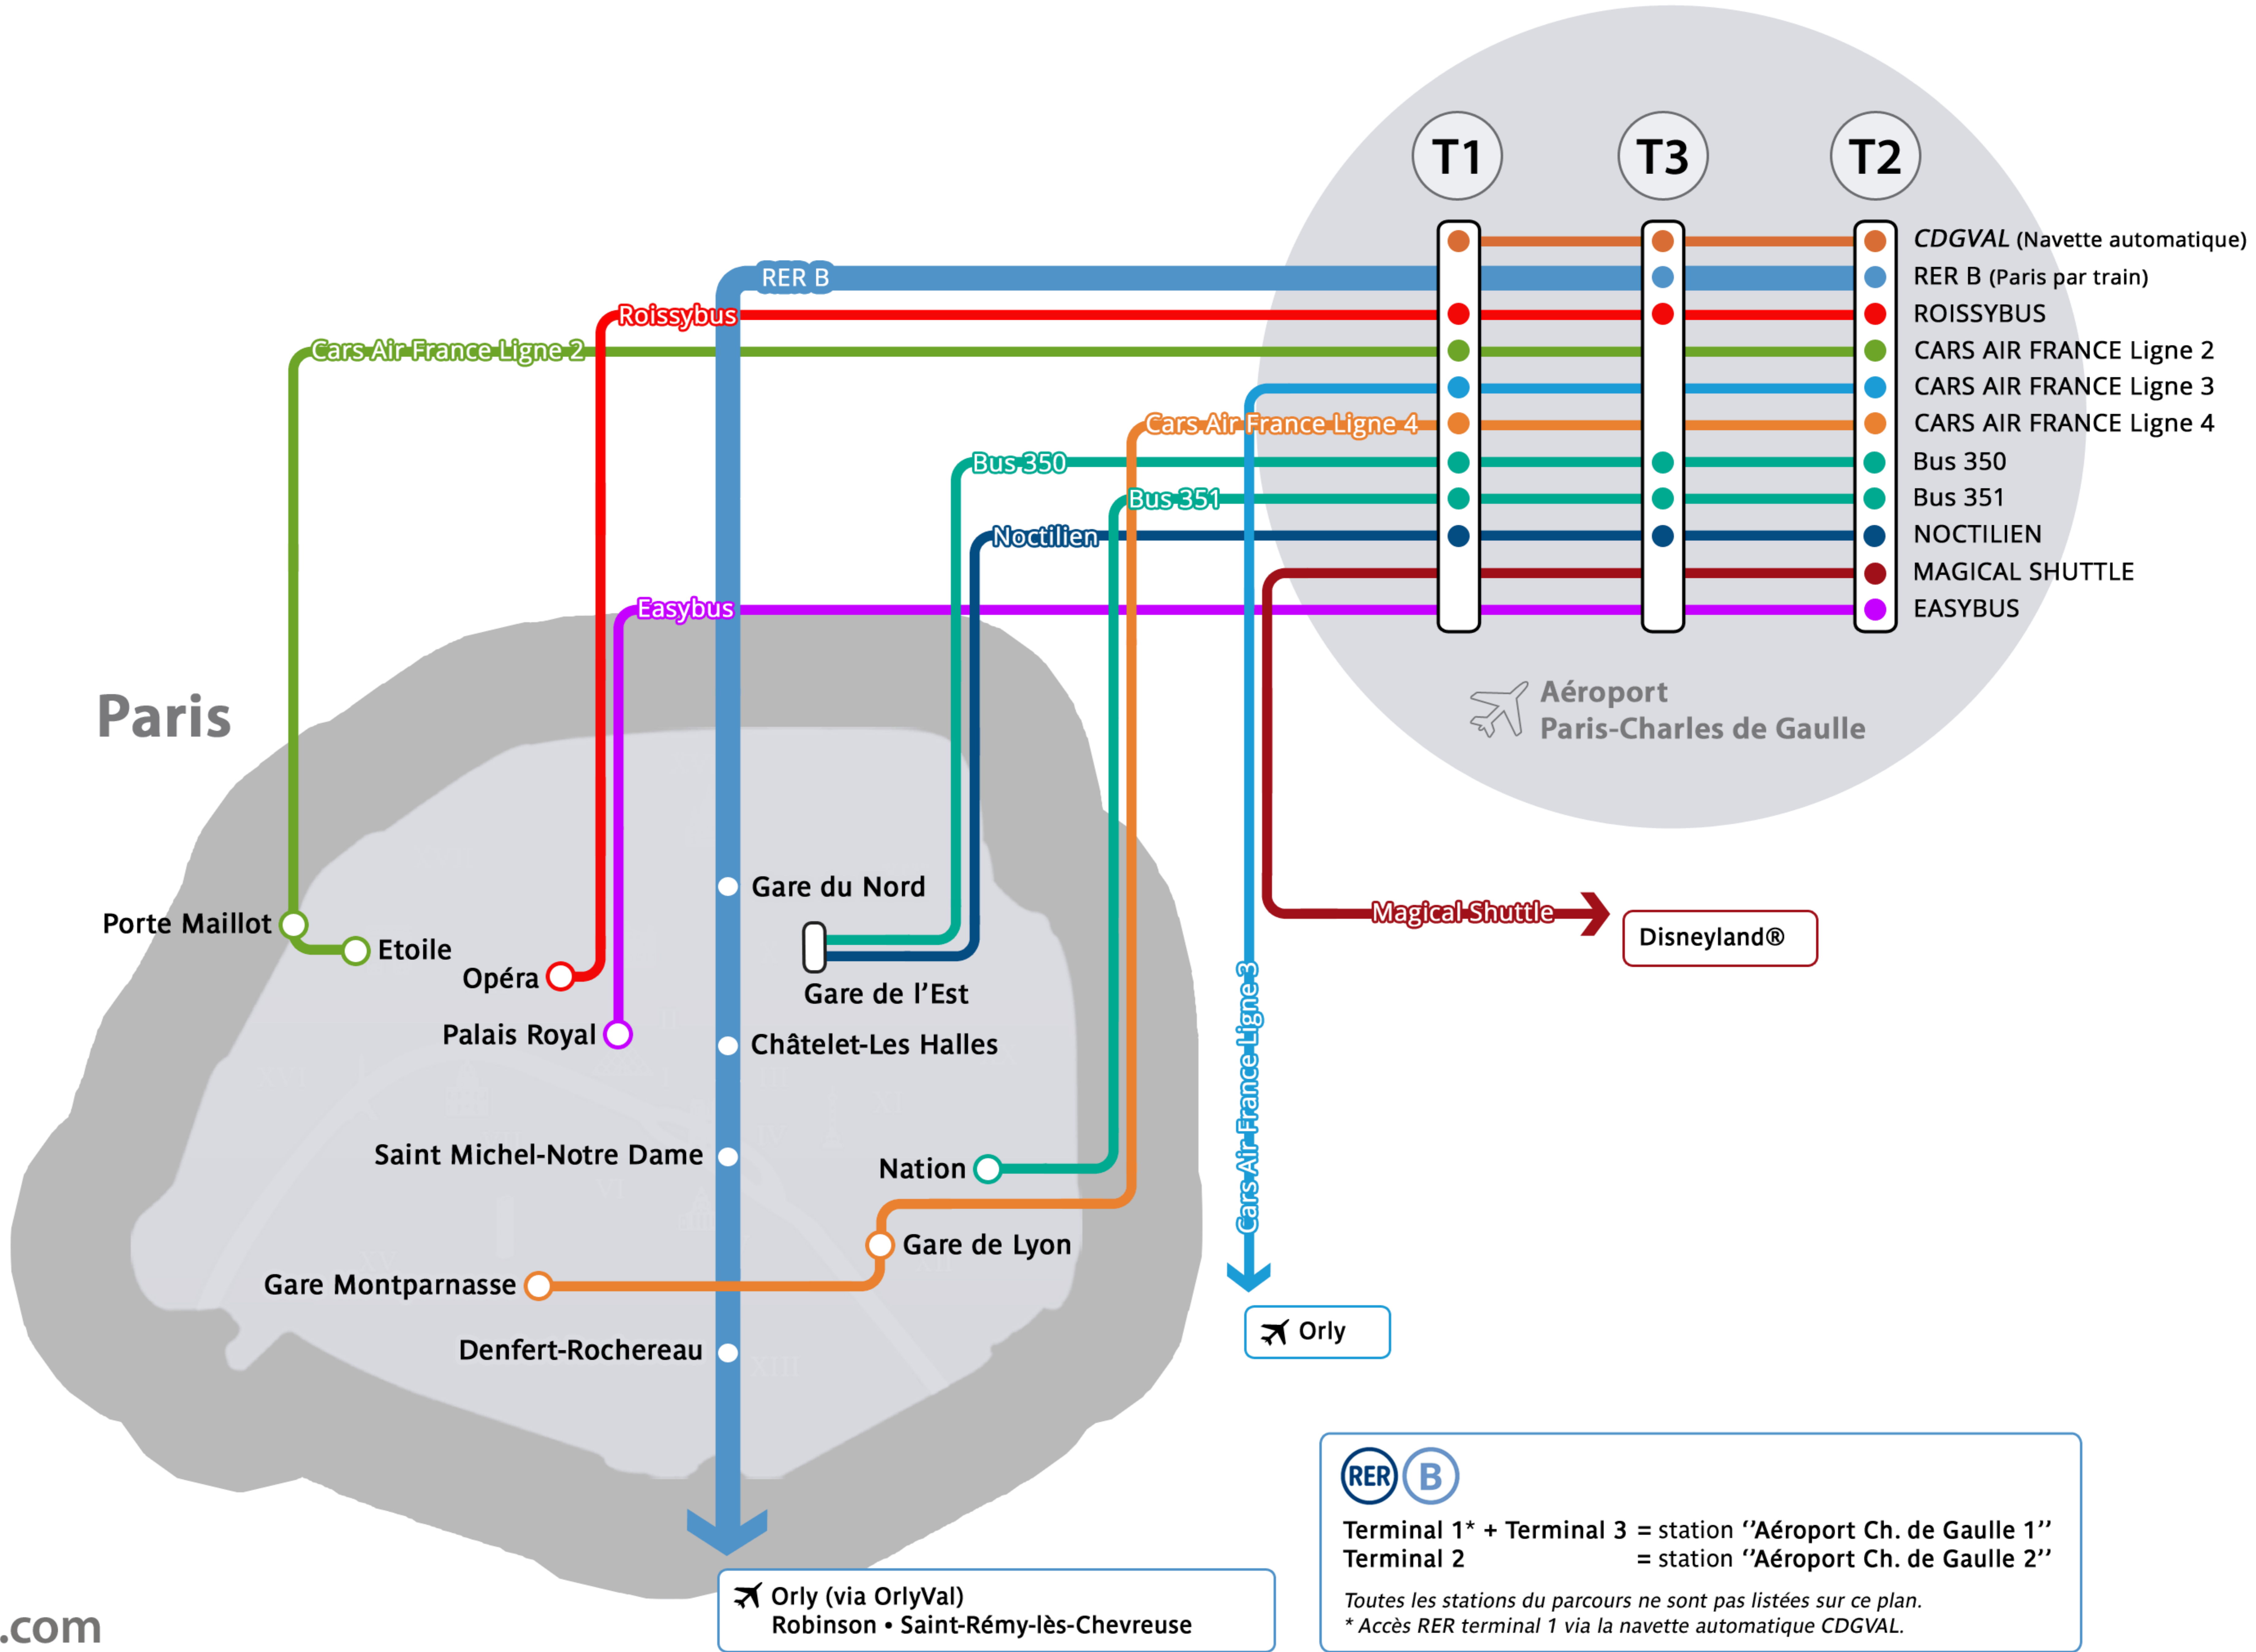 T1
T3
T2
CDGVAL (Navette automatique)
RER B (Paris par train)
ROISSYBUS
CARS AIR FRANCE Ligne 2
CARS AIR FRANCE Ligne 3
CARS AIR FRANCE Ligne 4
Bus 350
Bus 351
NOCTILIEN
MAGICAL SHUTTLE
EASYBUS
RER B
Roissybus
Cars Air France Ligne 2
Cars Air France Ligne 4
Bus 350
Bus 351
Noctilien
Easybus
Aéroport
Paris-Charles de Gaulle
Paris
Gare du Nord
Porte Maillot
Etoile
Opéra
Gare de l’Est
Palais Royal
Châtelet-Les Halles
Magical Shuttle
Disneyland®
Cars Air France Ligne 3
Saint Michel-Notre Dame
Nation
Gare de Lyon
Gare Montparnasse
Denfert-Rochereau
XIII
VI
Orly
RER B
Terminal 1* + Terminal 3 = station ‘’Aéroport Ch. de Gaulle 1’’
Terminal 2 = station ‘’Aéroport Ch. de Gaulle 2’’
Toutes les stations du parcours ne sont pas listées sur ce plan.
* Accès RER terminal 1 via la navette automatique CDGVAL.
Orly (via OrlyVal)
Robinson • Saint-Rémy-lès-Chevreuse
.com